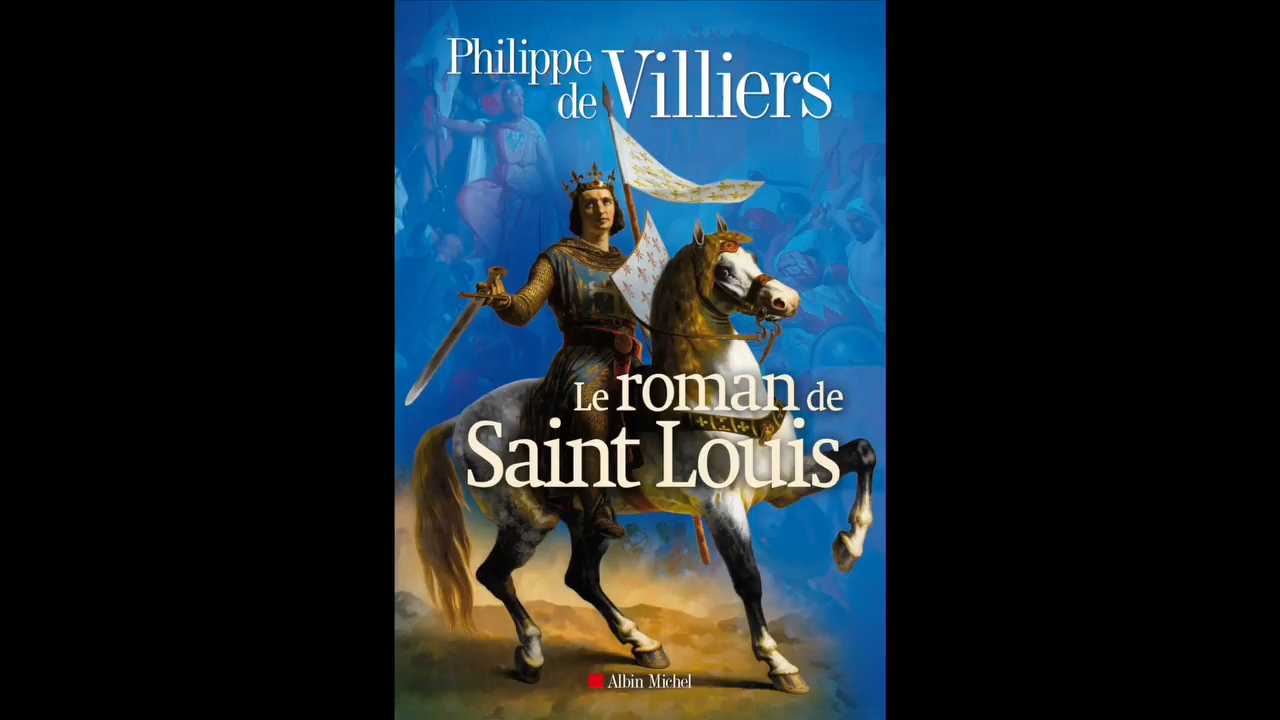 Philippe
de Villiers
Le roman de
Saint Louis
Albin Michel